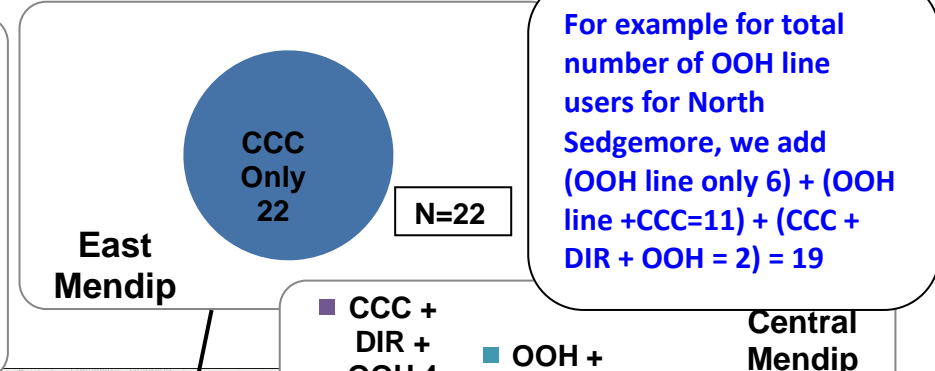 CCC
Only
22
N=22
East
Mendip
For example for total
number of OOH line
users for North
Sedgemore, we add
(OOH line only 6) + (OOH
line +CCC=11) + (CCC +
DIR + OOH = 2) = 19
CCC +
DIR +
OOH 4
OOH +
Central
Mendip